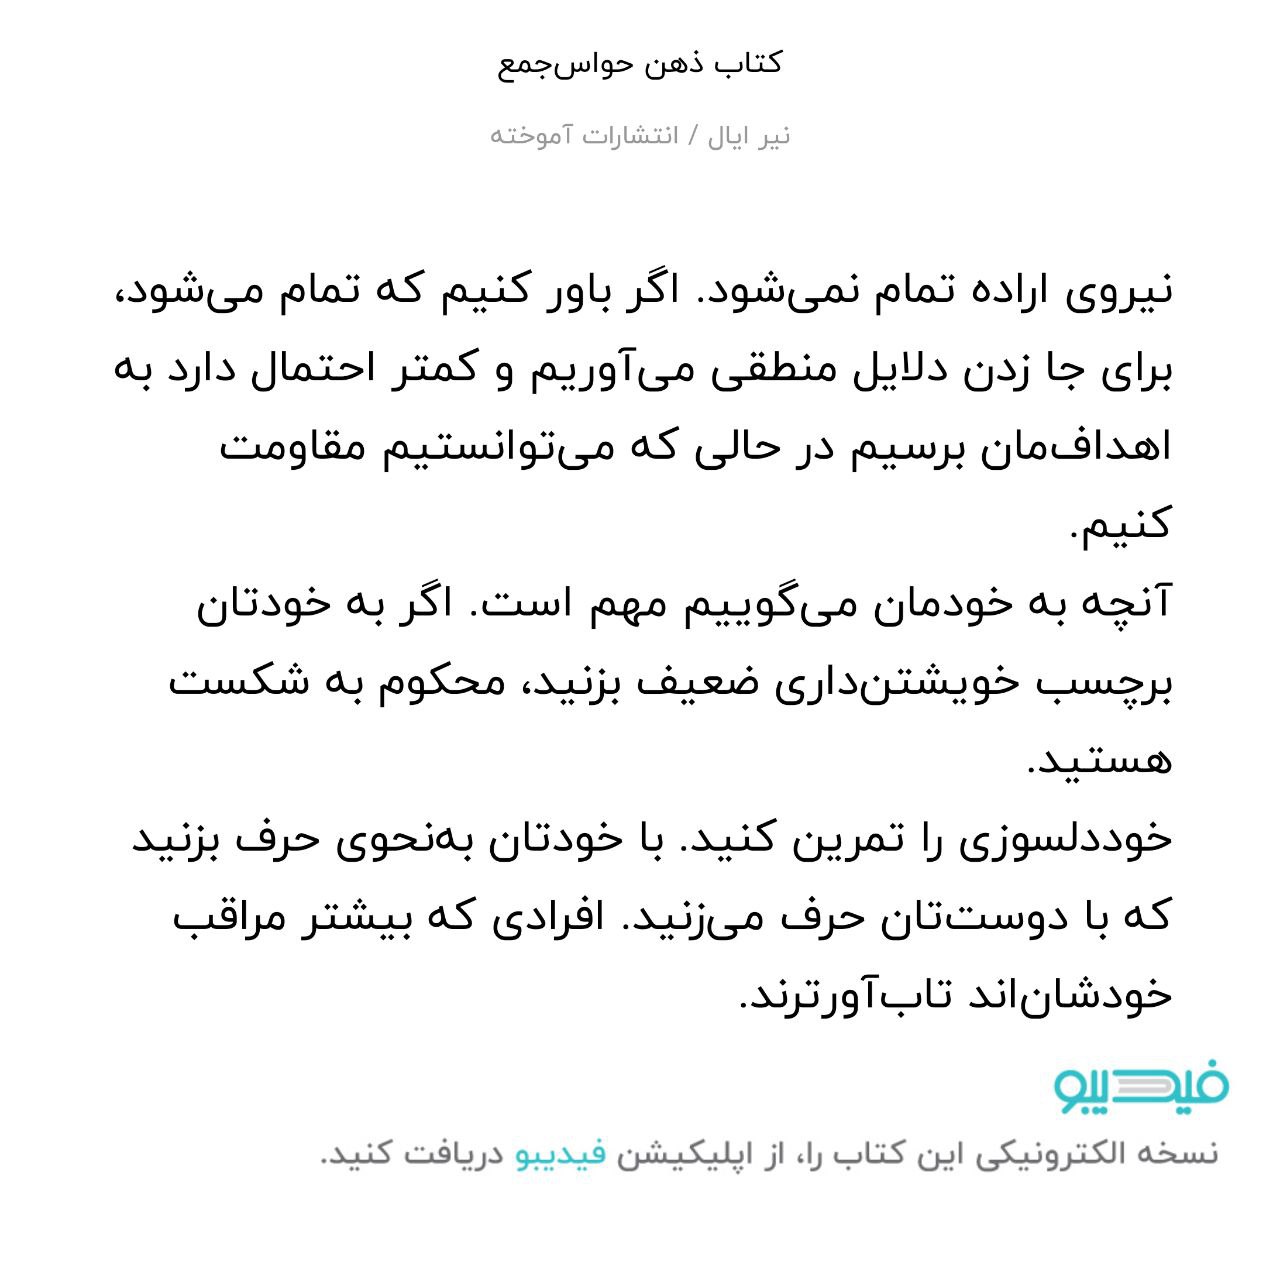 کتاب ذهن حواس‌جمع
نیر ایال / انتشارات آموخته
نیروی اراده تمام نمی‌شود. اگر باور کنیم که تمام می‌شود،
برای جا زدن دلایل منطقی می‌آوریم و کمتر احتمال دارد به
اهداف‌مان برسیم در حالی که می‌توانستیم مقاومت
کنیم.
آنچه به خودمان می‌گوییم مهم است. اگر به خودتان
برچسب خویشتن‌داری ضعیف بزنید، محکوم به شکست
هستید.
خوددلسوزی را تمرین کنید. با خودتان به‌نحوی حرف بزنید
که با دوست‌تان حرف می‌زنید. افرادی که بیشتر مراقب
خودشان‌اند تاب‌آورترند.
فیدیبو
نسخه الکترونیکی این کتاب را، از اپلیکیشن فیدیبو دریافت کنید.